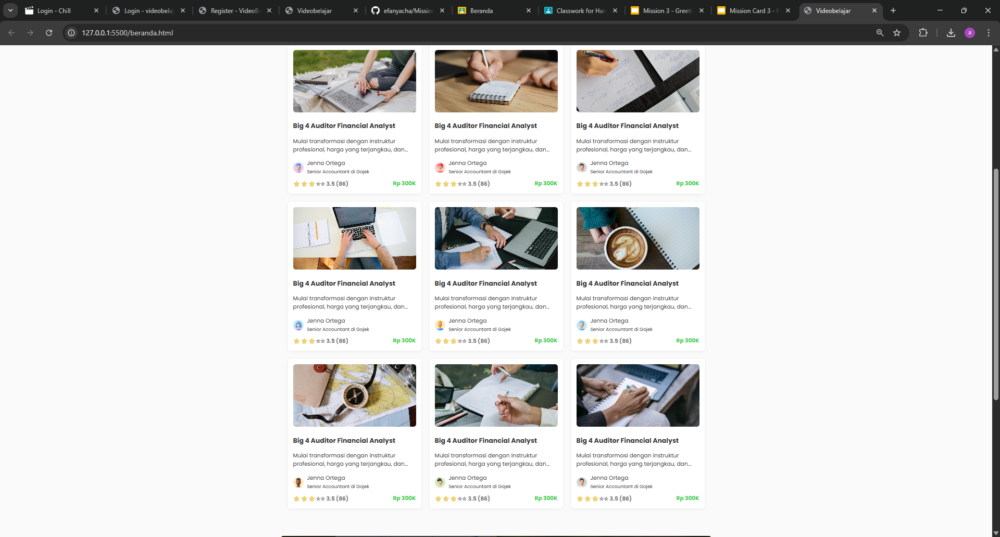 Login - Chill
Login - videobelaj
Register - VideoB
Videobelajar
efanyacha/Mission
Beranda
Classwork for Har
Mission 3 - Greeti
Mission Card 3 -
Videobelajar
127.0.0.1:5500/beranda.html
a
Big 4 Auditor Financial Analyst
Mulai transformasi dengan instruktur
profesional, harga yang terjangkau, dan...
Jenna Ortega
Senior Accountant di Gojek
3.5 (86)
Rp 300K
Big 4 Auditor Financial Analyst
Mulai transformasi dengan instruktur
profesional, harga yang terjangkau, dan...
Jenna Ortega
Senior Accountant di Gojek
3.5 (86)
Rp 300K
Big 4 Auditor Financial Analyst
Mulai transformasi dengan instruktur
profesional, harga yang terjangkau, dan...
Jenna Ortega
Senior Accountant di Gojek
3.5 (86)
Rp 300K
Big 4 Auditor Financial Analyst
Mulai transformasi dengan instruktur
profesional, harga yang terjangkau, dan...
Jenna Ortega
Senior Accountant di Gojek
3.5 (86)
Rp 300K
Big 4 Auditor Financial Analyst
Mulai transformasi dengan instruktur
profesional, harga yang terjangkau, dan...
Jenna Ortega
Senior Accountant di Gojek
3.5 (86)
Rp 300K
Big 4 Auditor Financial Analyst
Mulai transformasi dengan instruktur
profesional, harga yang terjangkau, dan...
Jenna Ortega
Senior Accountant di Gojek
3.5 (86)
Rp 300K
Big 4 Auditor Financial Analyst
Mulai transformasi dengan instruktur
profesional, harga yang terjangkau, dan...
Jenna Ortega
Senior Accountant di Gojek
3.5 (86)
Rp 300K
Big 4 Auditor Financial Analyst
Mulai transformasi dengan instruktur
profesional, harga yang terjangkau, dan...
Jenna Ortega
Senior Accountant di Gojek
3.5 (86)
Rp 300K
Big 4 Auditor Financial Analyst
Mulai transformasi dengan instruktur
profesional, harga yang terjangkau, dan...
Jenna Ortega
Senior Accountant di Gojek
3.5 (86)
Rp 300K